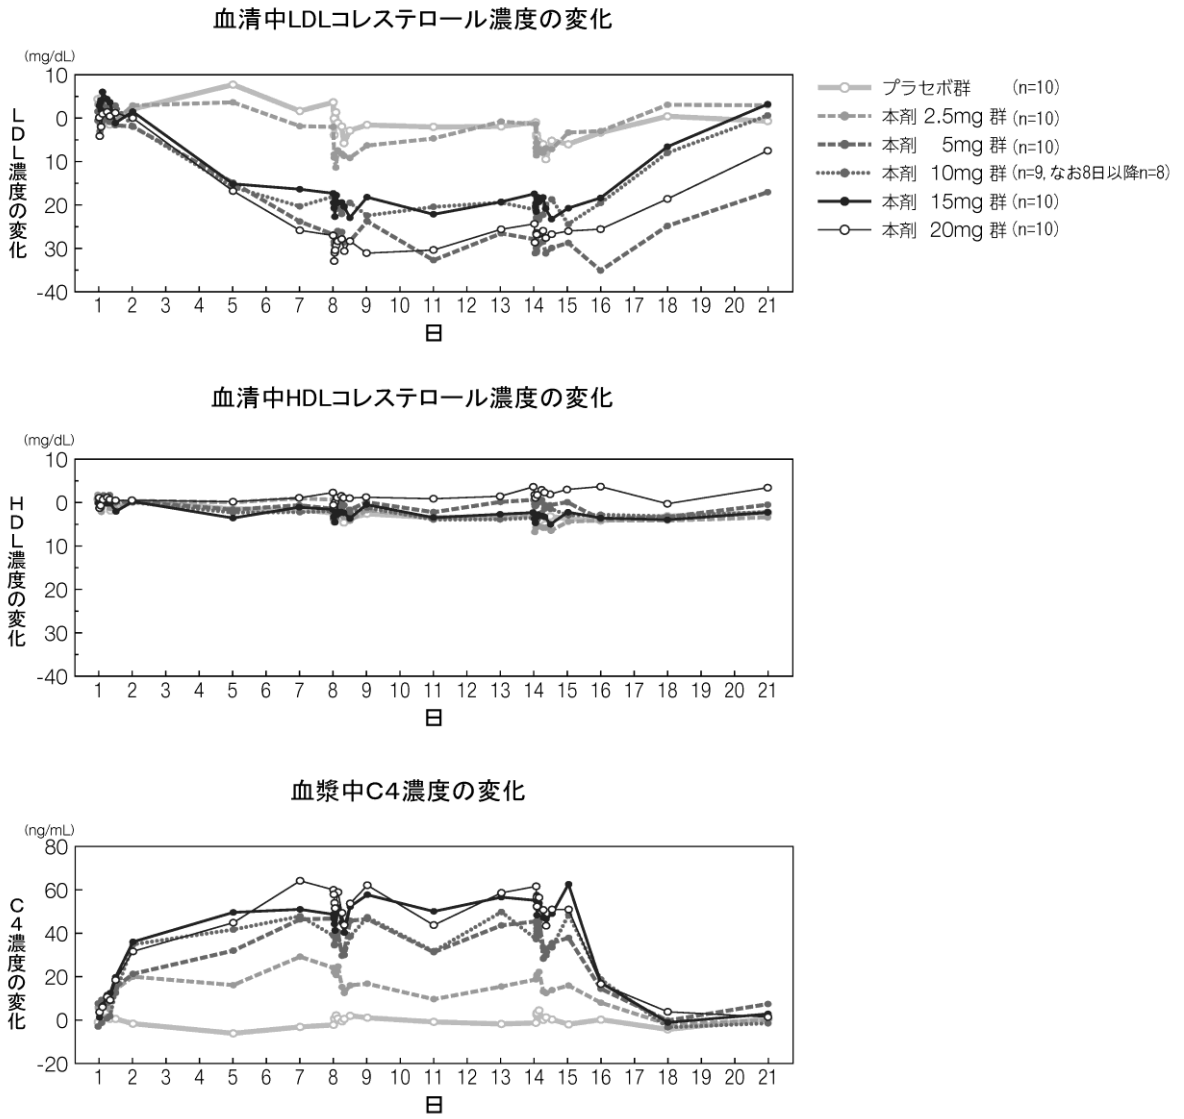 血清中LDLコレステロール濃度の変化
(mg/dL)
LDL濃度の変化
10
0
10
20
30
-40
1 2 3 4 5 6 7 8 9 10 11 12 13 14 15 16 17 18 19 20 21
日
プラセボ群 (n=10)
本剤 2.5mg 群 (n=10)
本剤 5mg 群 (n=10)
本剤 10mg 群 (n=9, なお8日以降n=8)
本剤 15mg 群 (n=10)
本剤 20mg 群 (n=10)
血清中HDLコレステロール濃度の変化
(mg/dL)
HDL濃度の変化
10
0
10
20
30
-40
1 2 3 4 5 6 7 8 9 10 11 12 13 14 15 16 17 18 19 20 21
日
血漿中C4濃度の変化
(ng/mL)
C4濃度の変化
80
60
40
20
0
-20
1 2 3 4 5 6 7 8 9 10 11 12 13 14 15 16 17 18 19 20 21
日